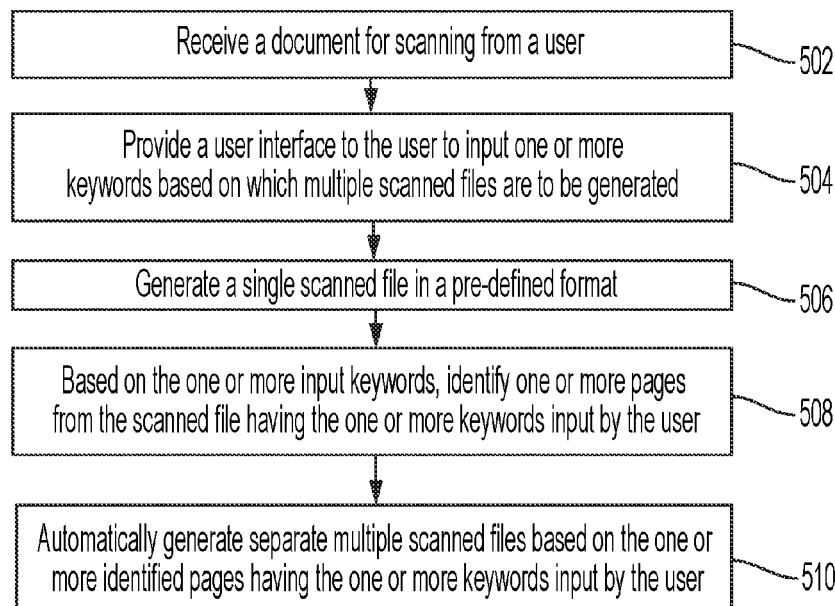 Receive a document for scanning from a user
502
Provide a user interface to the user to input one or more
keywords based on which multiple scanned files are to be generated
504
Generate a single scanned file in a pre-defined format
506
Based on the one or more input keywords, identify one or more pages
from the scanned file having the one or more keywords input by the user
508
Automatically generate separate multiple scanned files based on the one or
more identified pages having the one or more keywords input by the user
510